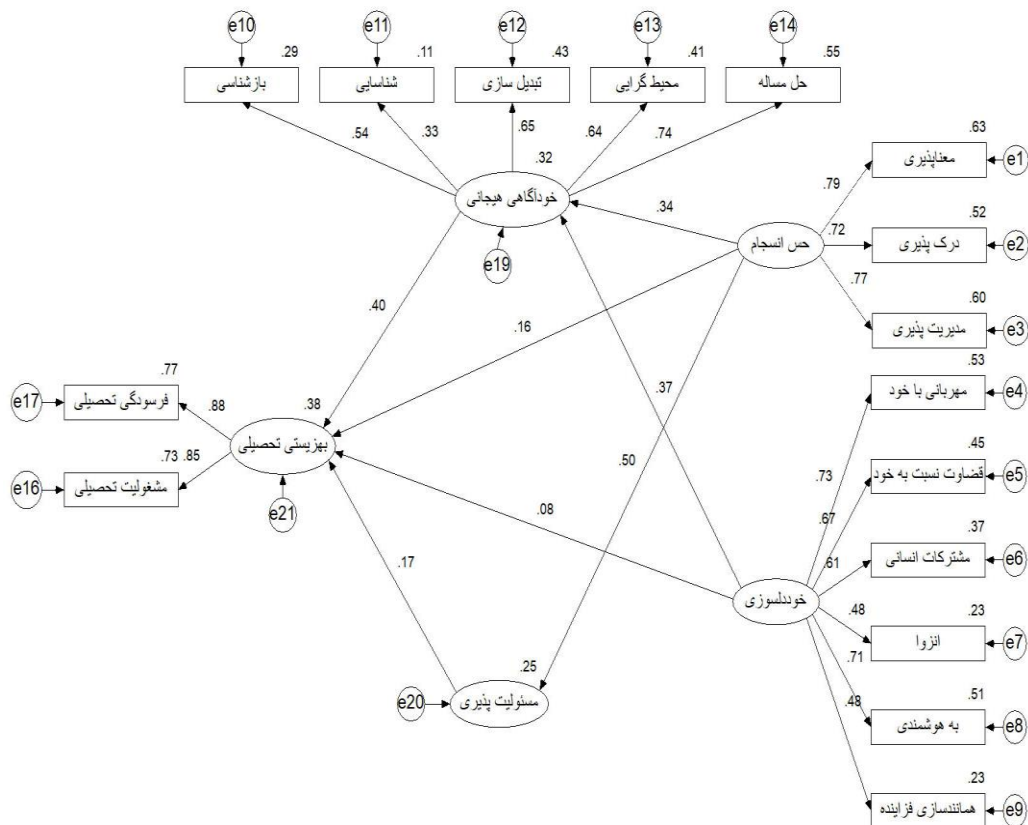 e10
e11
e12
e13
e14
.29
.11
.43
.41
.55
بازشناسی
شناسایی
تبدیل سازی
محیط گرایی
حل مساله
.54
.33
.65
.64
.74
.32
خودآگاهی هیجانی
e19
.34
.63
معناپذیری
e1
.79
.52
درک پذیری
e2
.72
حس انسجام
.77
.60
مدیریت پذیری
e3
.40
.16
.37
.50
.53
مهربانی با خود
e4
.73
.45
قضاوت نسبت به خود
e5
.67
.37
مشترکات انسانی
e6
.61
.77
فرسودگی تحصیلی
e17
.88
.38
بهزیستی تحصیلی
.73
.85
مشغولیت تحصیلی
e16
e21
.08
.17
خوددلسوزی
.48
.23
انزوا
e7
.71
.51
به هوشمندی
e8
.48
.23
همانندسازی فزاینده
e9
.25
مسئولیت پذیری
e20